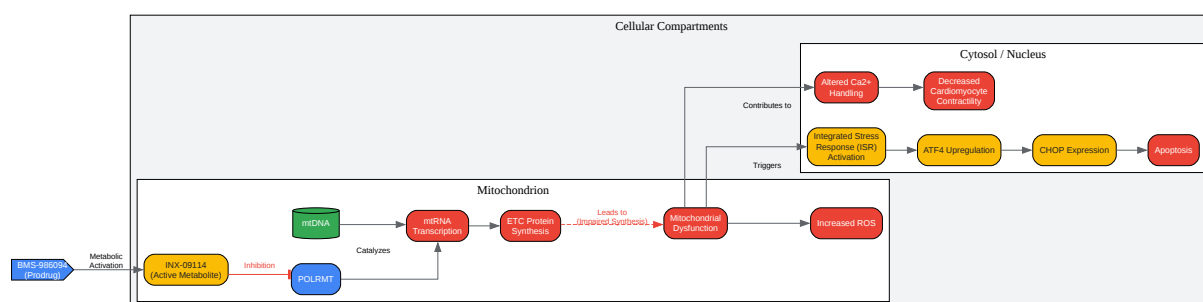 Cellular Compartments
Cytosol / Nucleus
Altered Ca2+
Handling
Decreased
Cardiomyocyte
Contractility
Contributes to
Integrated Stress
Response (ISR)
Activation
ATF4 Upregulation
CHOP Expression
Apoptosis
Triggers
Mitochondrion
mtDNA
mtRNA
Transcription
ETC Protein
Synthesis
Leads to
(Impaired Synthesis)
Mitochondrial
Dysfunction
Increased ROS
Catalyzes
Metabolic
Activation
BMS-986094
(Prodrug)
INX-09114
(Active Metabolite)
Inhibition
POLRMT